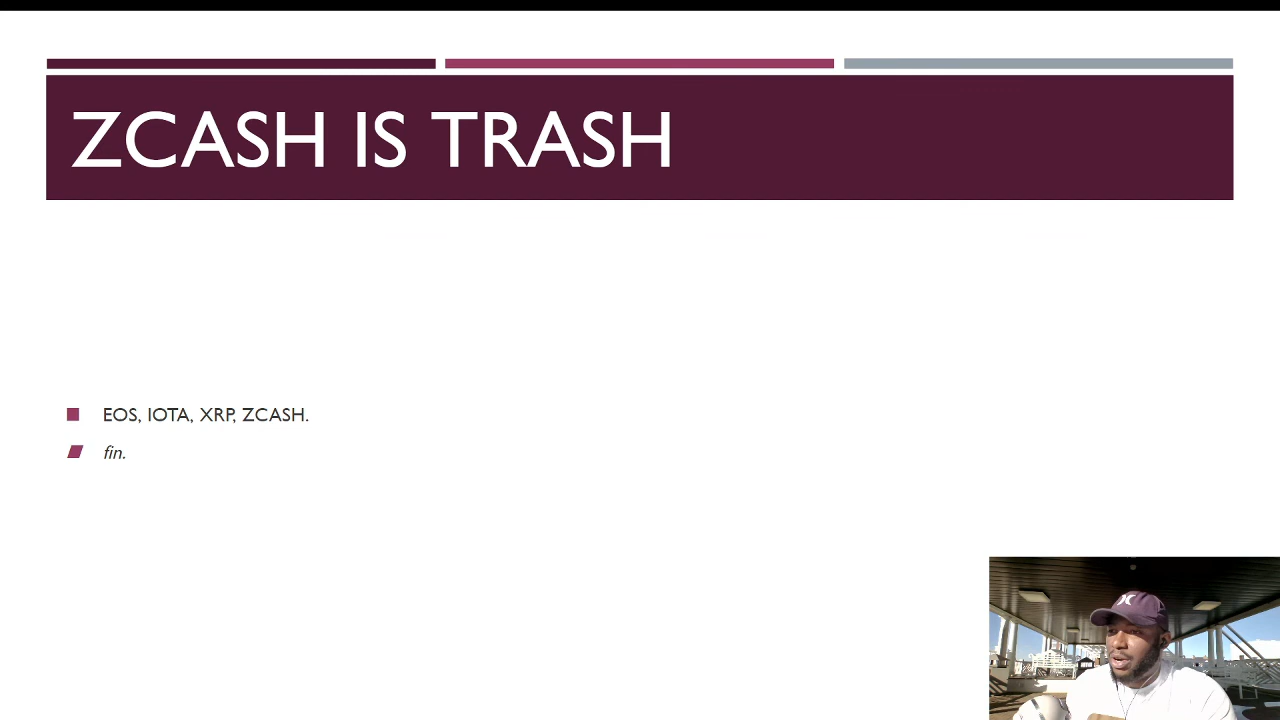 ZCASH IS TRASH
EOS, IOTA, XRP, ZCASH.
fin.